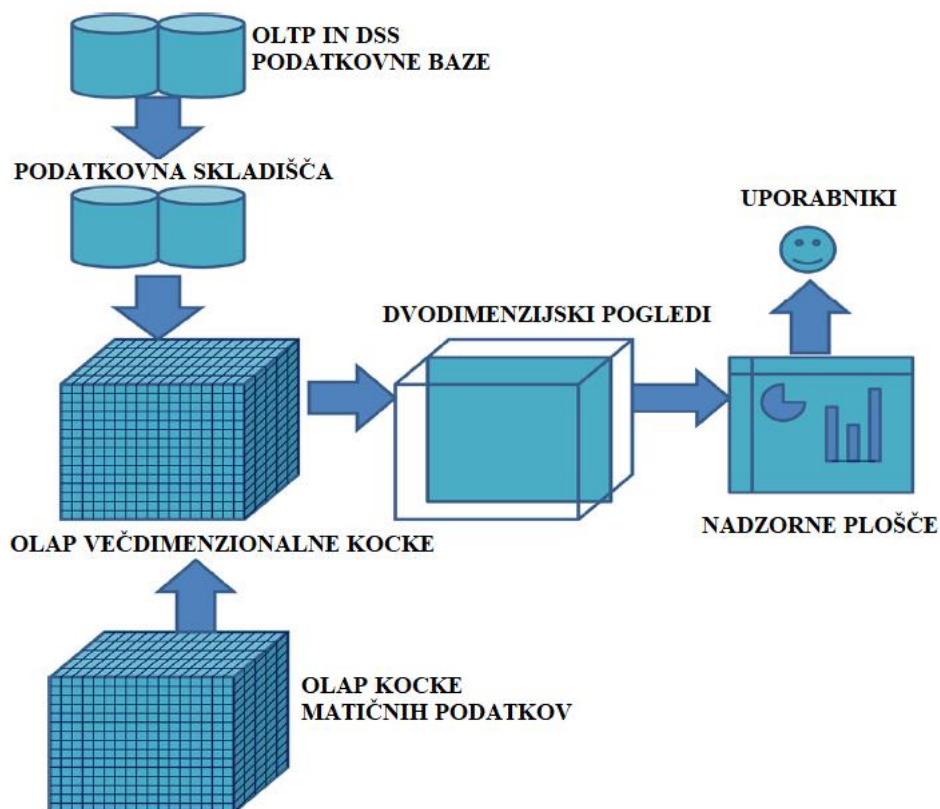 OLTP IN DSS
PODATKOVNE BAZE
PODATKOVNA SKLADIŠČA
UPORABNIKI
DVODIMENZIJSKI POGLEDI
NADZORNE PLOŠČE
OLAP VEČDIMENZIONALNE KOCKE
OLAP KOCKE
MATIČNIH PODATKOV